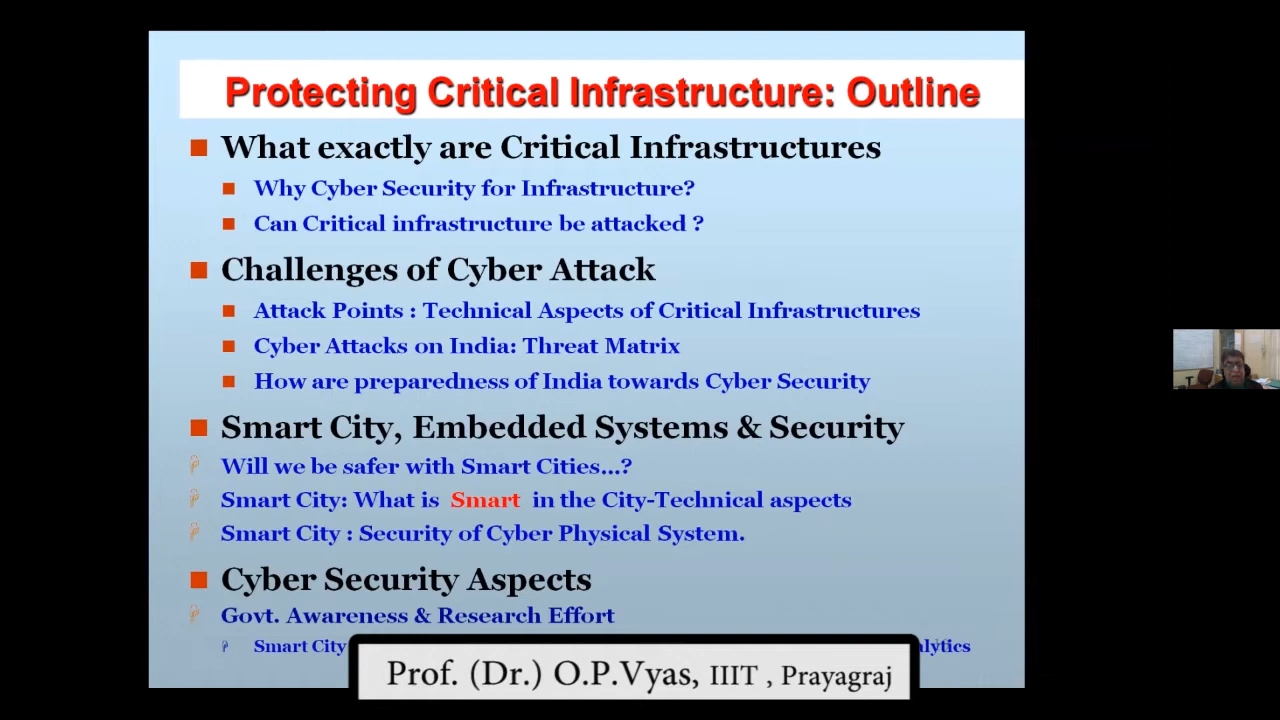 Protecting Critical Infrastructure: Outline
What exactly are Critical Infrastructures
Why Cyber Security for Infrastructure?
Can Critical infrastructure be attacked ?
Challenges of Cyber Attack
Attack Points : Technical Aspects of Critical Infrastructures
Cyber Attacks on India: Threat Matrix
How are preparedness of India towards Cyber Security
Smart City, Embedded Systems & Security
Will we be safer with Smart Cities...?
Smart City: What is Smart in the City-Technical aspects
Smart City : Security of Cyber Physical System.
Cyber Security Aspects
Govt. Awareness & Research Effort
Smart City
Prof. (Dr.) O.P.Vyas, IIIT , Prayagraj